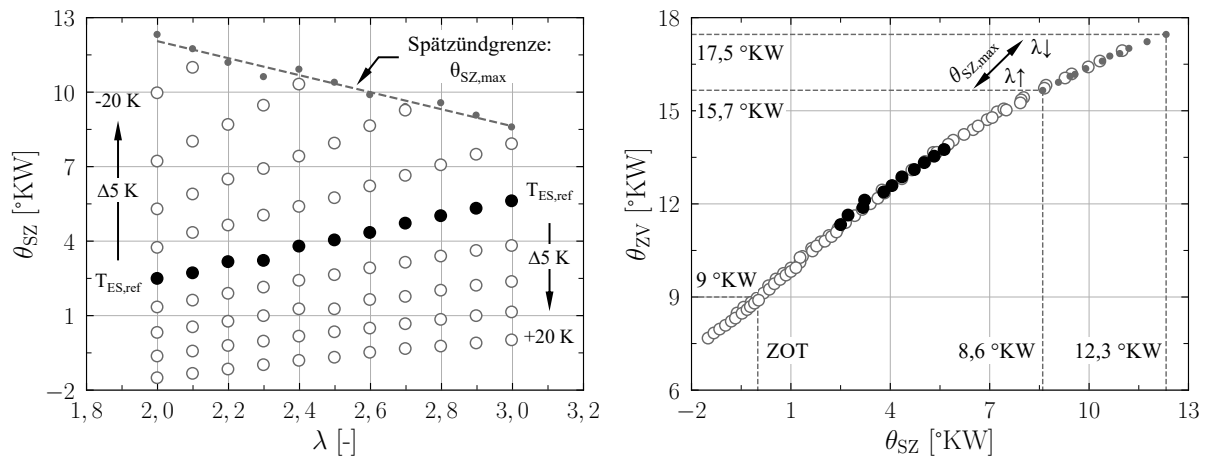 13
10
7
4
1
−2
θSZ [°KW]
1,8
2,0
2,2
2,4
2,6
2,8
3,0
3,2
λ [-]
Spätzündgrenze:
θSZ,max
-20 K
Δ5 K
TES,ref
TES,ref
Δ5 K
+20 K
18
15
12
9
6
θZV [°KW]
−2
1
4
7
10
13
θSZ [°KW]
17,5 °KW
15,7 °KW
9 °KW
ZOT
8,6 °KW
12,3 °KW
θSZ,max
λ↓
λ↑